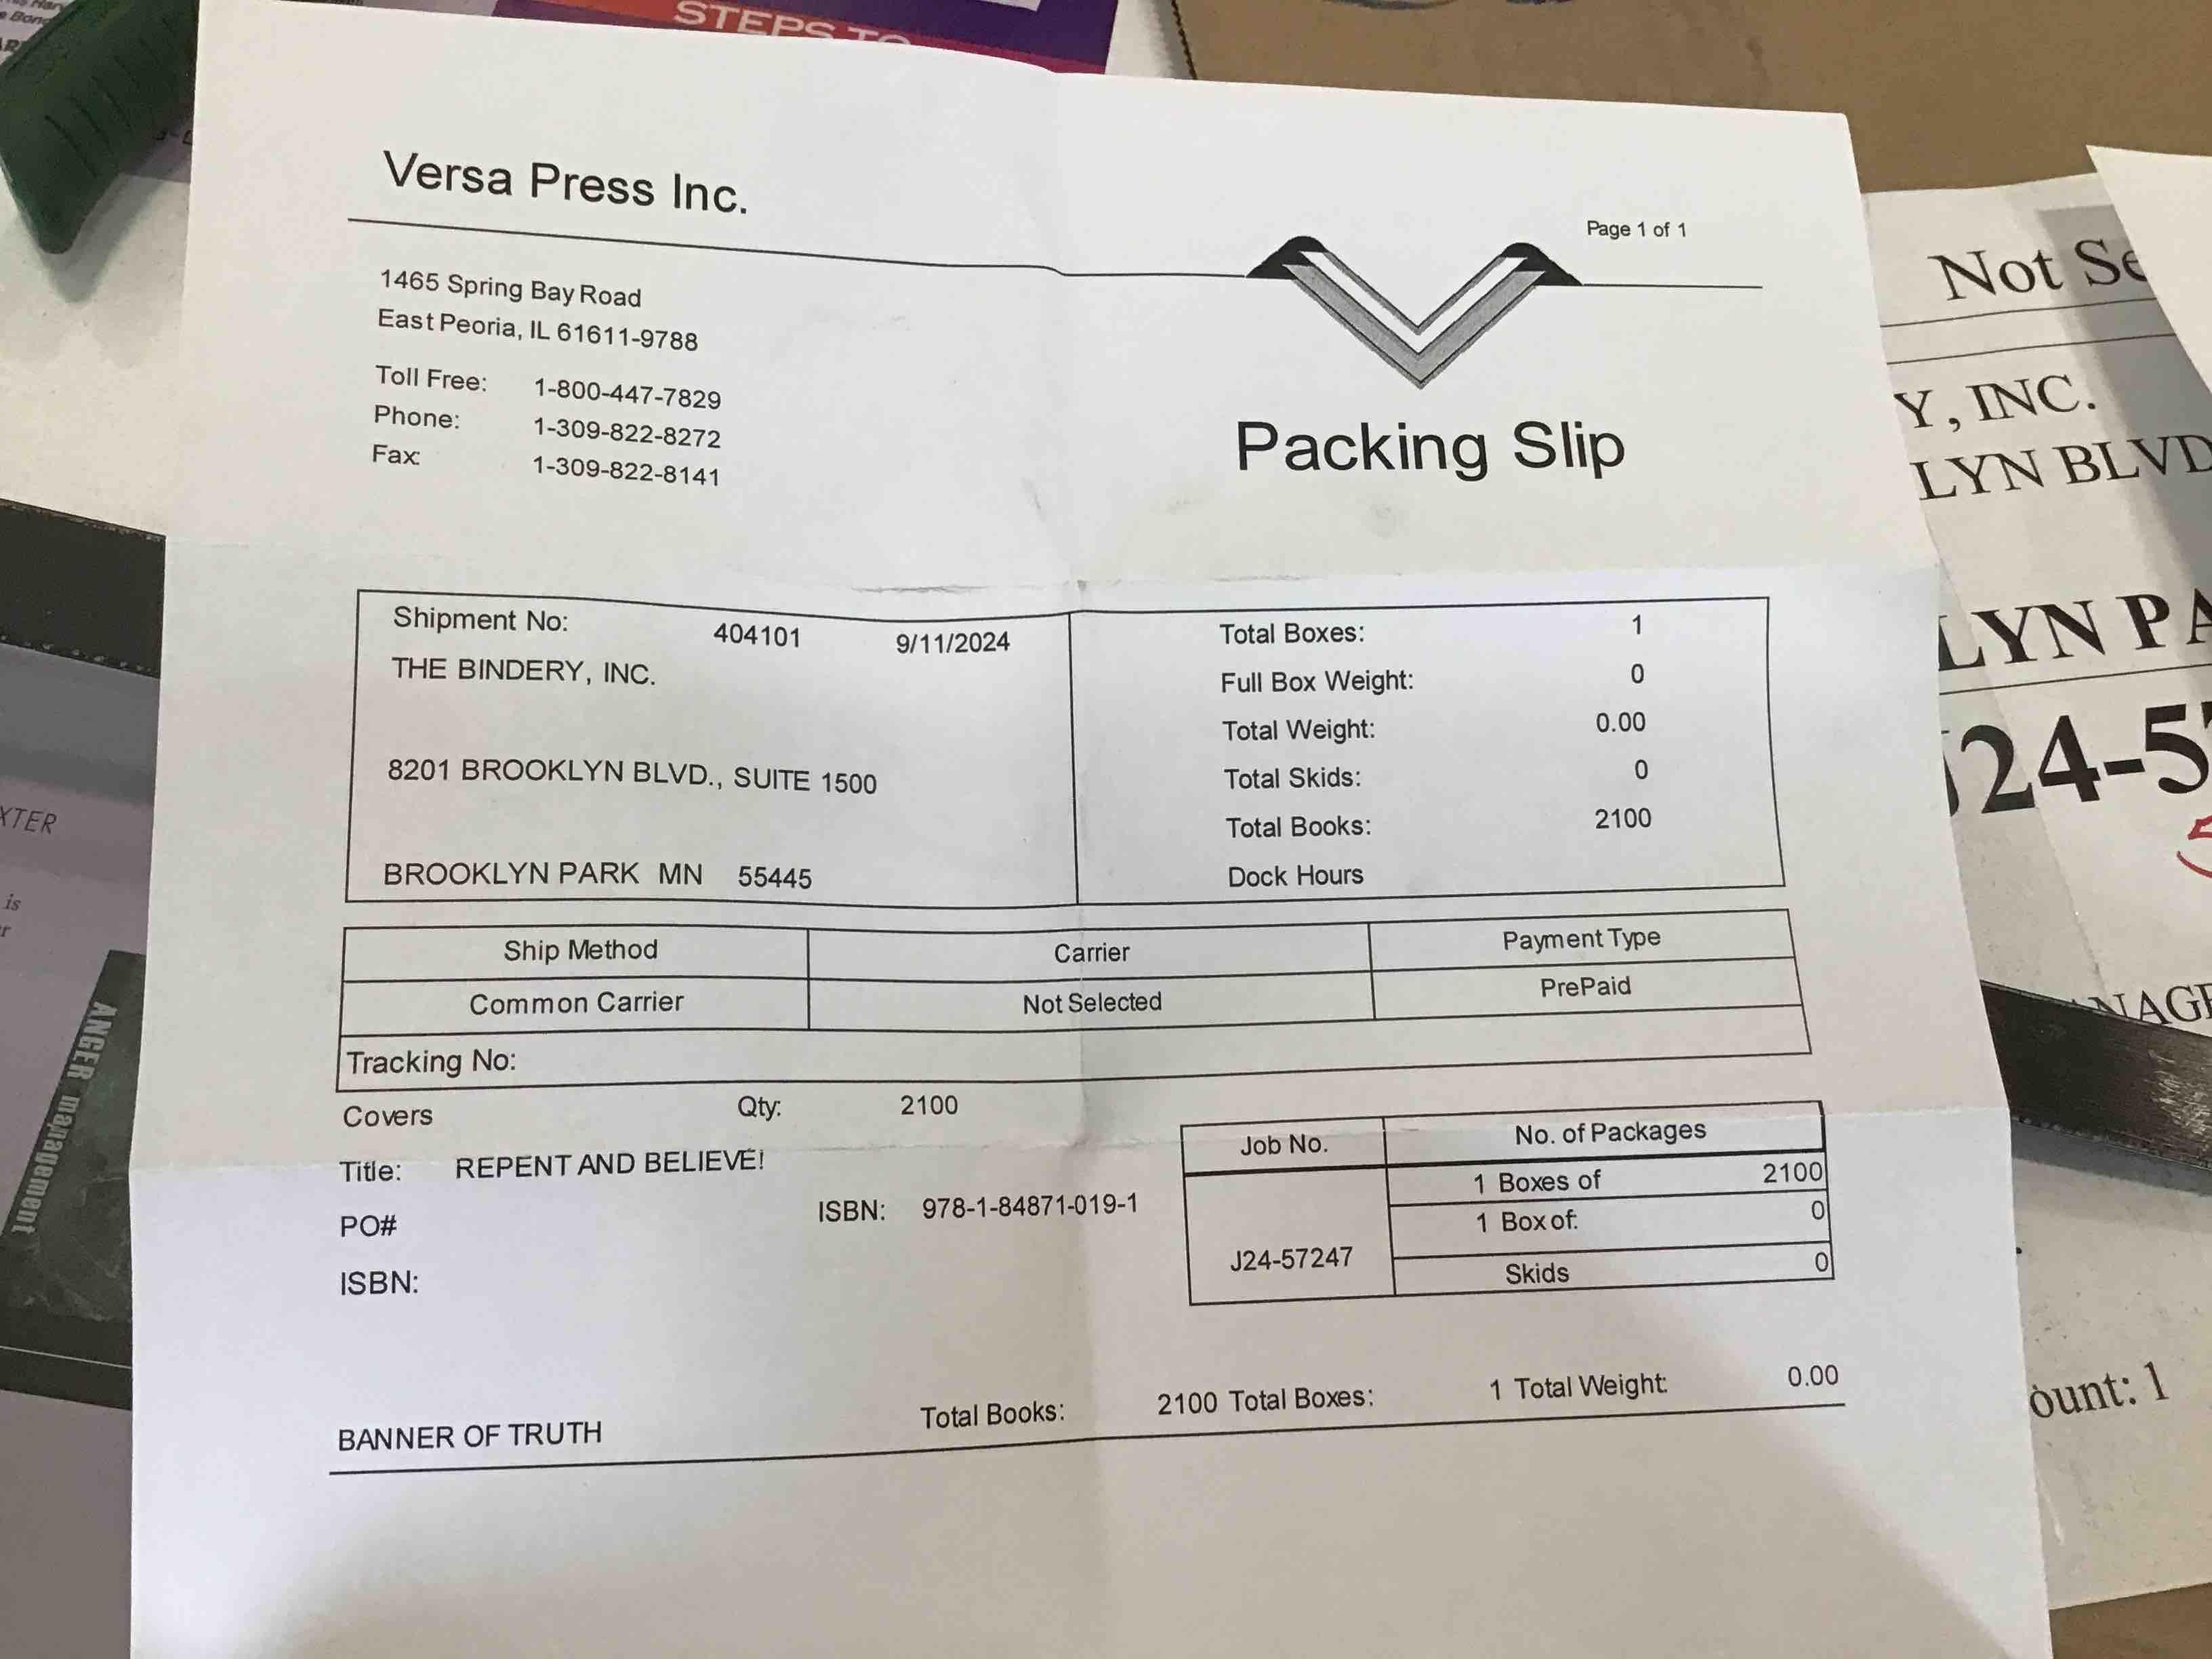 STEPS TO
Versa Press Inc.
Page 1 of 1
1465 Spring Bay Road
East Peoria, IL 61611-9788
Toll Free: 1-800-447-7829
Phone: 1-309-822-8272
Fax: 1-309-822-8141
Packing Slip
Shipment No: 404101 9/11/2024
THE BINDERY, INC.
8201 BROOKLYN BLVD., SUITE 1500
BROOKLYN PARK MN 55445
Total Boxes: 1
Full Box Weight: 0
Total Weight: 0.00
Total Skids: 0
Total Books: 2100
Dock Hours
Ship Method Carrier Payment Type
Common Carrier Not Selected PrePaid
Tracking No:
Covers Qty: 2100
Title: REPENT AND BELIEVE!
ISBN: 978-1-84871-019-1
PO#
ISBN:
Job No. No. of Packages
J24-57247
1 Boxes of 2100
1 Box of: 0
Skids 0
BANNER OF TRUTH Total Books: 2100 Total Boxes: 1 Total Weight: 0.00
Not Se
Y, INC.
LYN BLVD
LYN PA
J24-57
NAGE
ount: 1
XTER
is
r
ANGER management